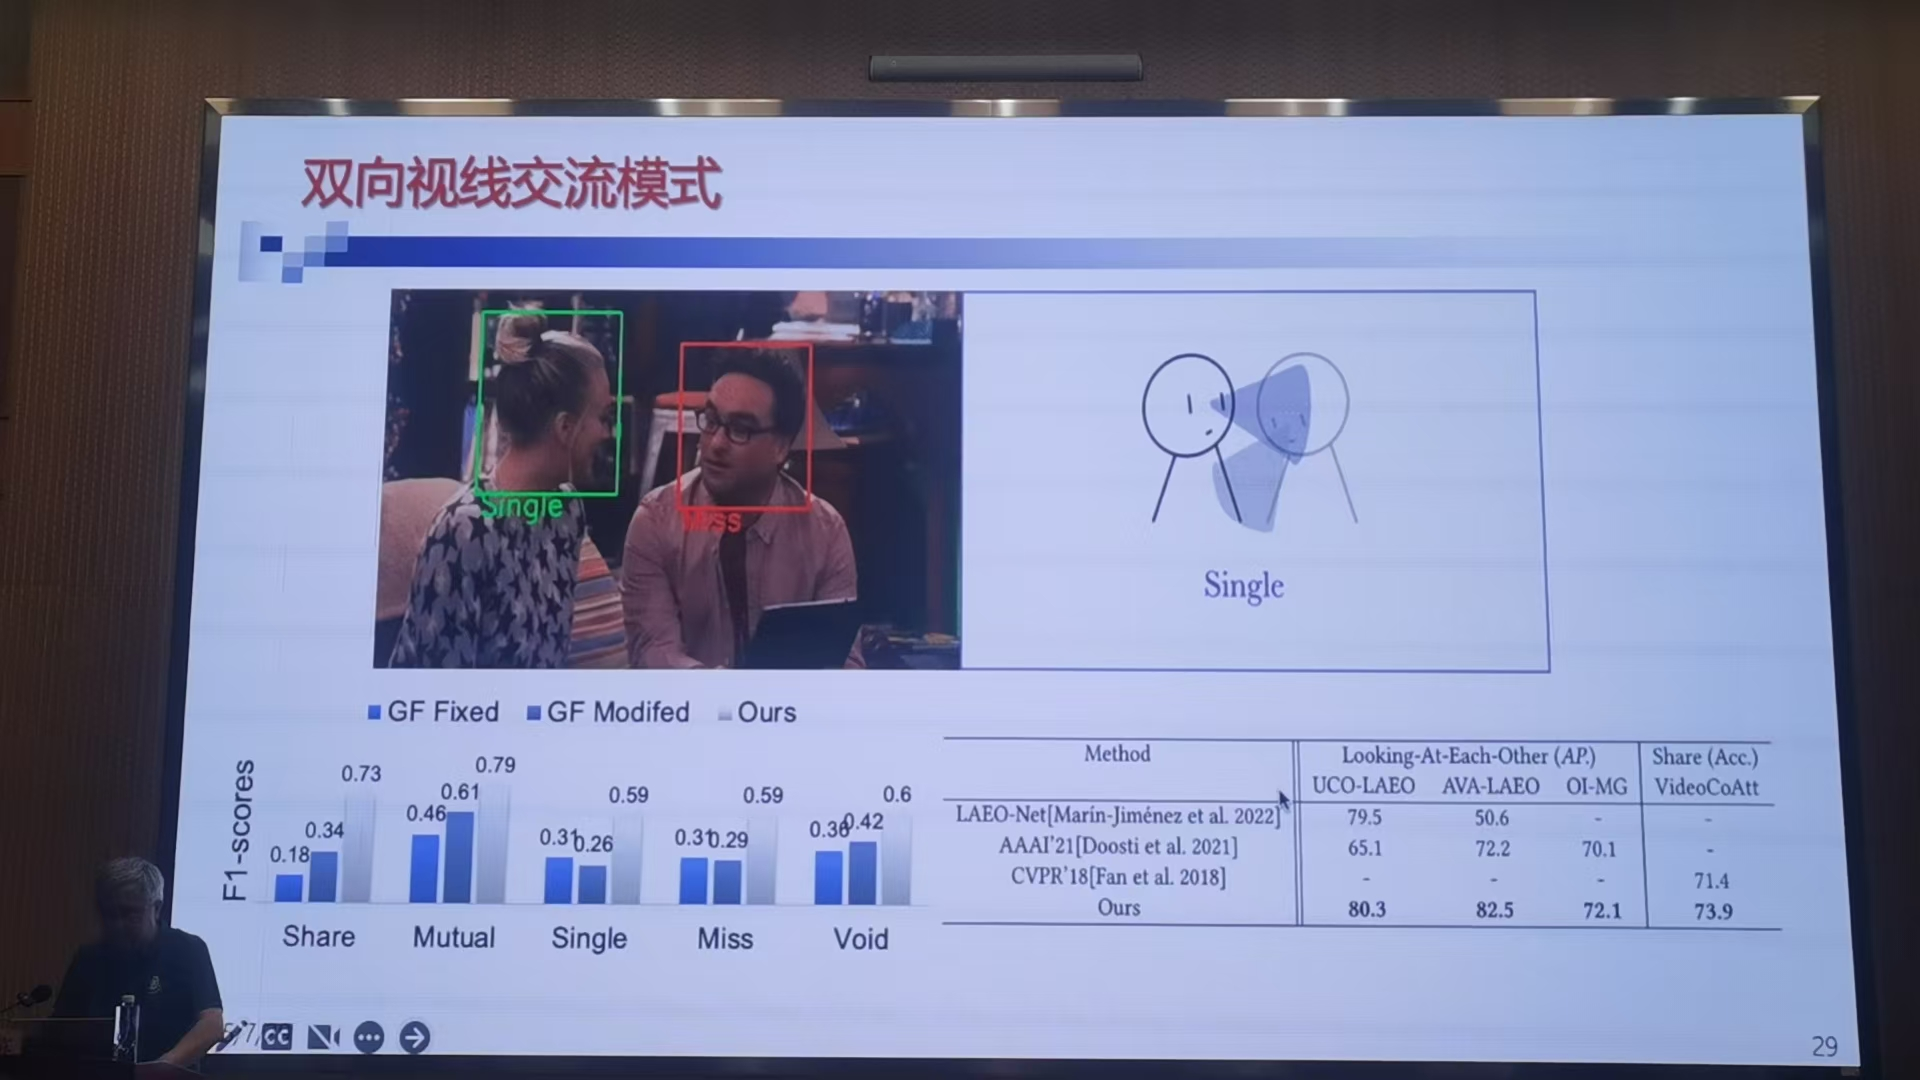 双向视线交流模式
Single
Miss
Single
GF Fixed GF Modifed Ours
F1-scores
0.18 0.34 0.73
0.46 0.61 0.79
0.31 0.26 0.59
0.31 0.29 0.59
0.42 0.6
Share Mutual Single Miss Void
Method Looking-At-Each-Other (AP.) Share (Acc.)
UCO-LAEO AVA-LAEO OI-MG VideoCoAtt
LAEO-Net[Marín-Jiménez et al. 2022] 79.5 50.6 - -
AAAI'21[Doosti et al. 2021] 65.1 72.2 70.1 -
CVPR'18[Fan et al. 2018] - - - 71.4
Ours 80.3 82.5 72.1 73.9
CC
29